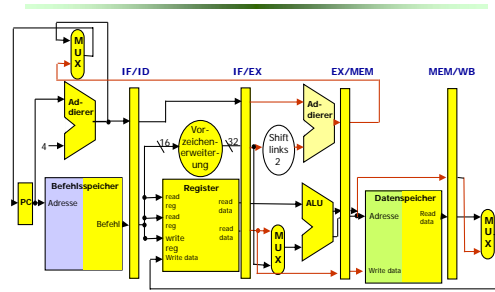 M
U
X
IF/ID
IF/EX
EX/MEM
MEM/WB
Ad-
dierer
4
16
Vor-
zeichen-
erweiter-
ung
32
Shift
links
2
Ad-
dierer
PC
Befehlsspeicher
Adresse
Befehl
Register
read
reg
read
reg
write
reg
Write data
read
data
read
data
M
U
X
ALU
Datenspeicher
Adresse
Read
data
Write data
M
U
X